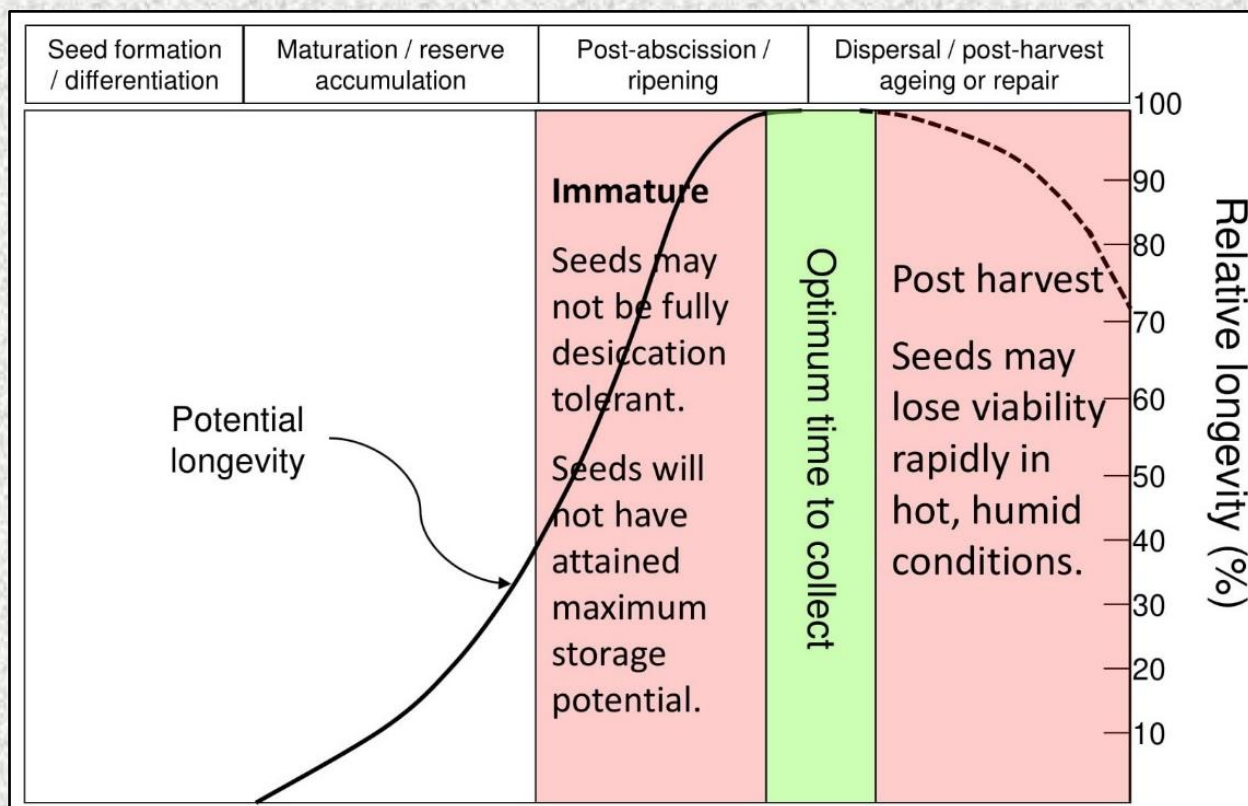 Seed formation
/ differentiation
Maturation / reserve
accumulation
Post-abscission /
ripening
Dispersal / post-harvest
ageing or repair
Potential
longevity
Immature
Seeds may
not be fully
desiccation
tolerant.
Seeds will
not have
attained
maximum
storage
potential.
Optimum time to collect
Post harvest
Seeds may
lose viability
rapidly in
hot, humid
conditions.
100
90
80
70
60
50
40
30
20
10
Relative longevity (%)